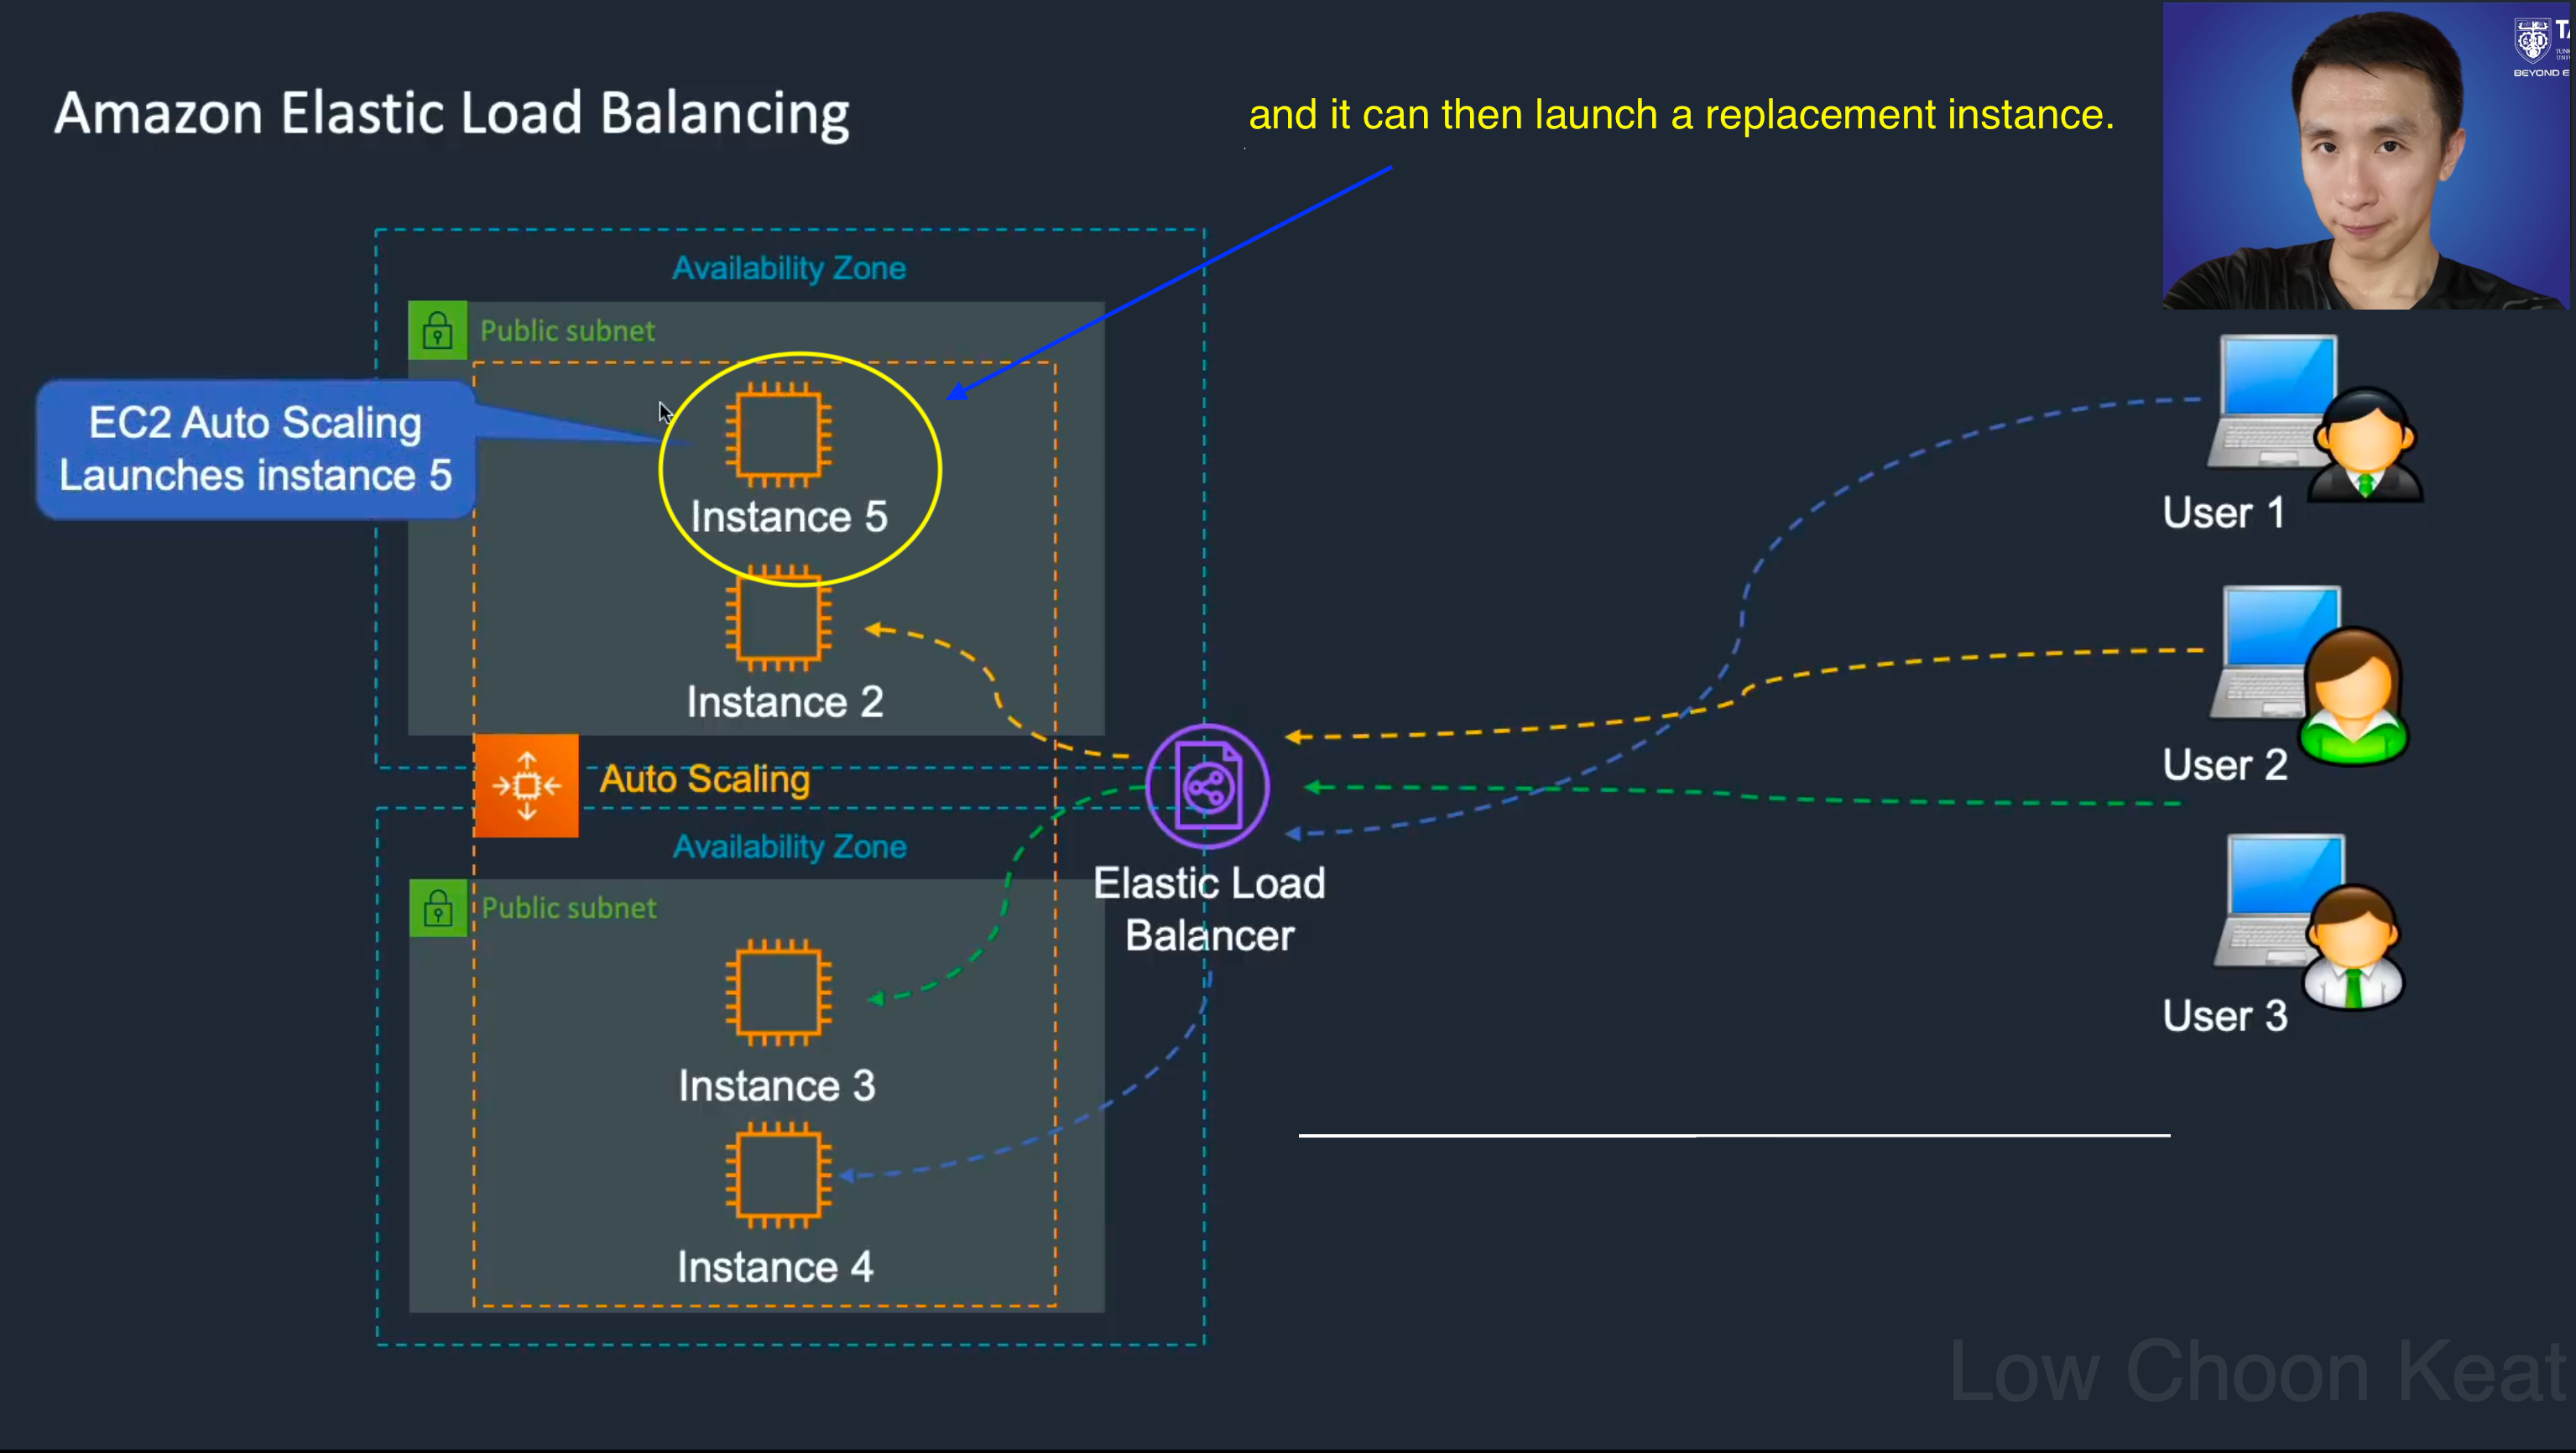 Amazon Elastic Load Balancing
and it can then launch a replacement instance.
BEYOND E
Availability Zone
Public subnet
EC2 Auto Scaling
Launches instance 5
Instance 5
Instance 2
Auto Scaling
Availability Zone
Public subnet
Instance 3
Instance 4
Elastic Load
Balancer
User 1
User 2
User 3
Low Choon Keat